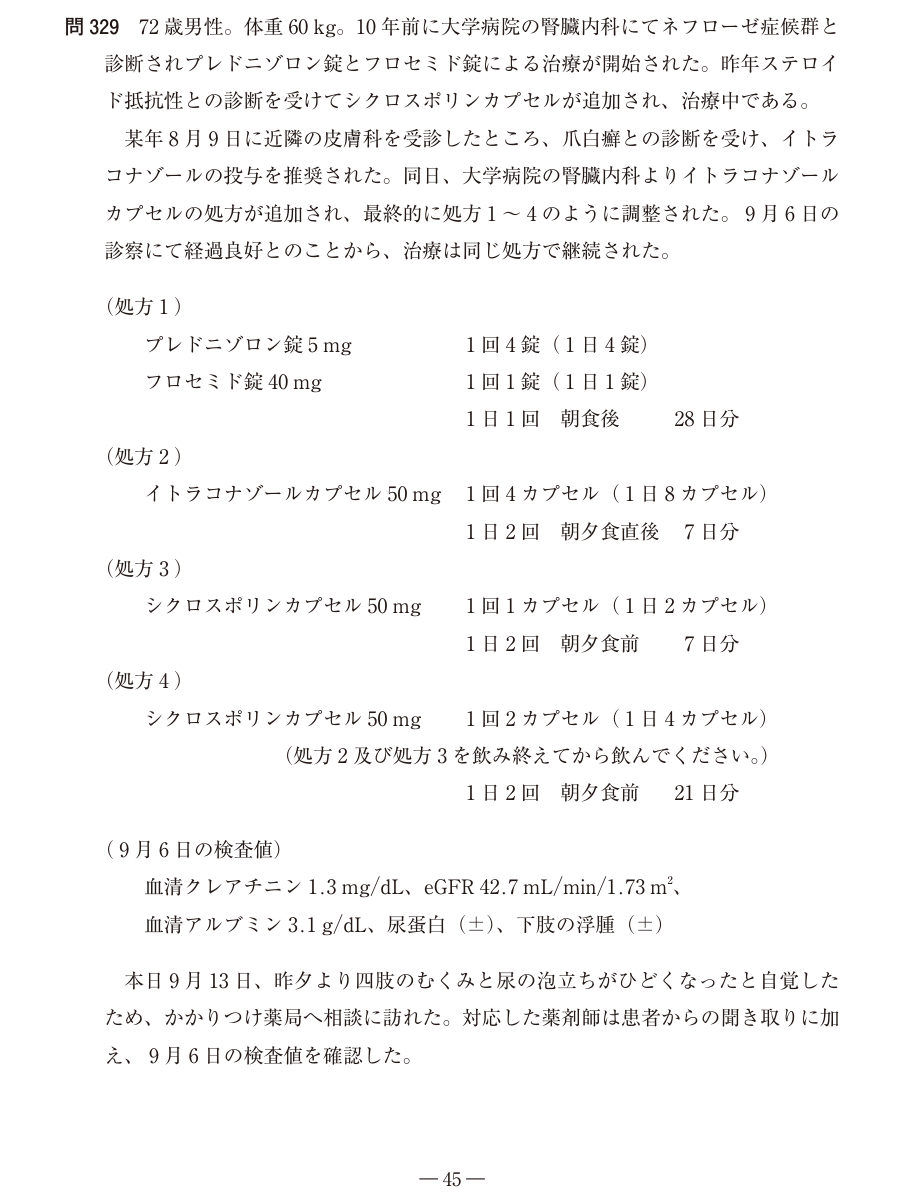 問 329 72 歳男性。体重 60 kg。10 年前に大学病院の腎臓内科にてネフローゼ症候群と
診断されプレドニゾロン錠とフロセミド錠による治療が開始された。昨年ステロイ
ド抵抗性との診断を受けてシクロスポリンカプセルが追加され、治療中である。
某年 8 月 9 日に近隣の皮膚科を受診したところ、爪白癬との診断を受け、イトラ
コナゾールの投与を推奨された。同日、大学病院の腎臓内科よりイトラコナゾール
カプセルの処方が追加され、最終的に処方 1 ～ 4 のように調整された。 9 月 6 日の
診察にて経過良好とのことから、治療は同じ処方で継続された。
（処方 1 ）
プレドニゾロン錠 5 mg 1 回 4 錠（ 1 日 4 錠）
フロセミド錠 40 mg 1 回 1 錠（ 1 日 1 錠）
1 日 1 回 朝食後 28 日分
（処方 2 ）
イトラコナゾールカプセル 50 mg 1 回 4 カプセル（ 1 日 8 カプセル）
1 日 2 回 朝夕食直後 7 日分
（処方 3 ）
シクロスポリンカプセル 50 mg 1 回 1 カプセル（ 1 日 2 カプセル）
1 日 2 回 朝夕食前 7 日分
（処方 4 ）
シクロスポリンカプセル 50 mg 1 回 2 カプセル（ 1 日 4 カプセル）
（処方 2 及び処方 3 を飲み終えてから飲んでください。）
1 日 2 回 朝夕食前 21 日分
（ 9 月 6 日の検査値）
血清クレアチニン 1.3 mg/dL、eGFR 42.7 mL/min/1.73 m²、
血清アルブミン 3.1 g/dL、尿蛋白（±）、下肢の浮腫（±）
本日 9 月 13 日、昨夕より四肢のむくみと尿の泡立ちがひどくなったと自覚した
ため、かかりつけ薬局へ相談に訪れた。対応した薬剤師は患者からの聞き取りに加
え、 9 月 6 日の検査値を確認した。
― 45 ―